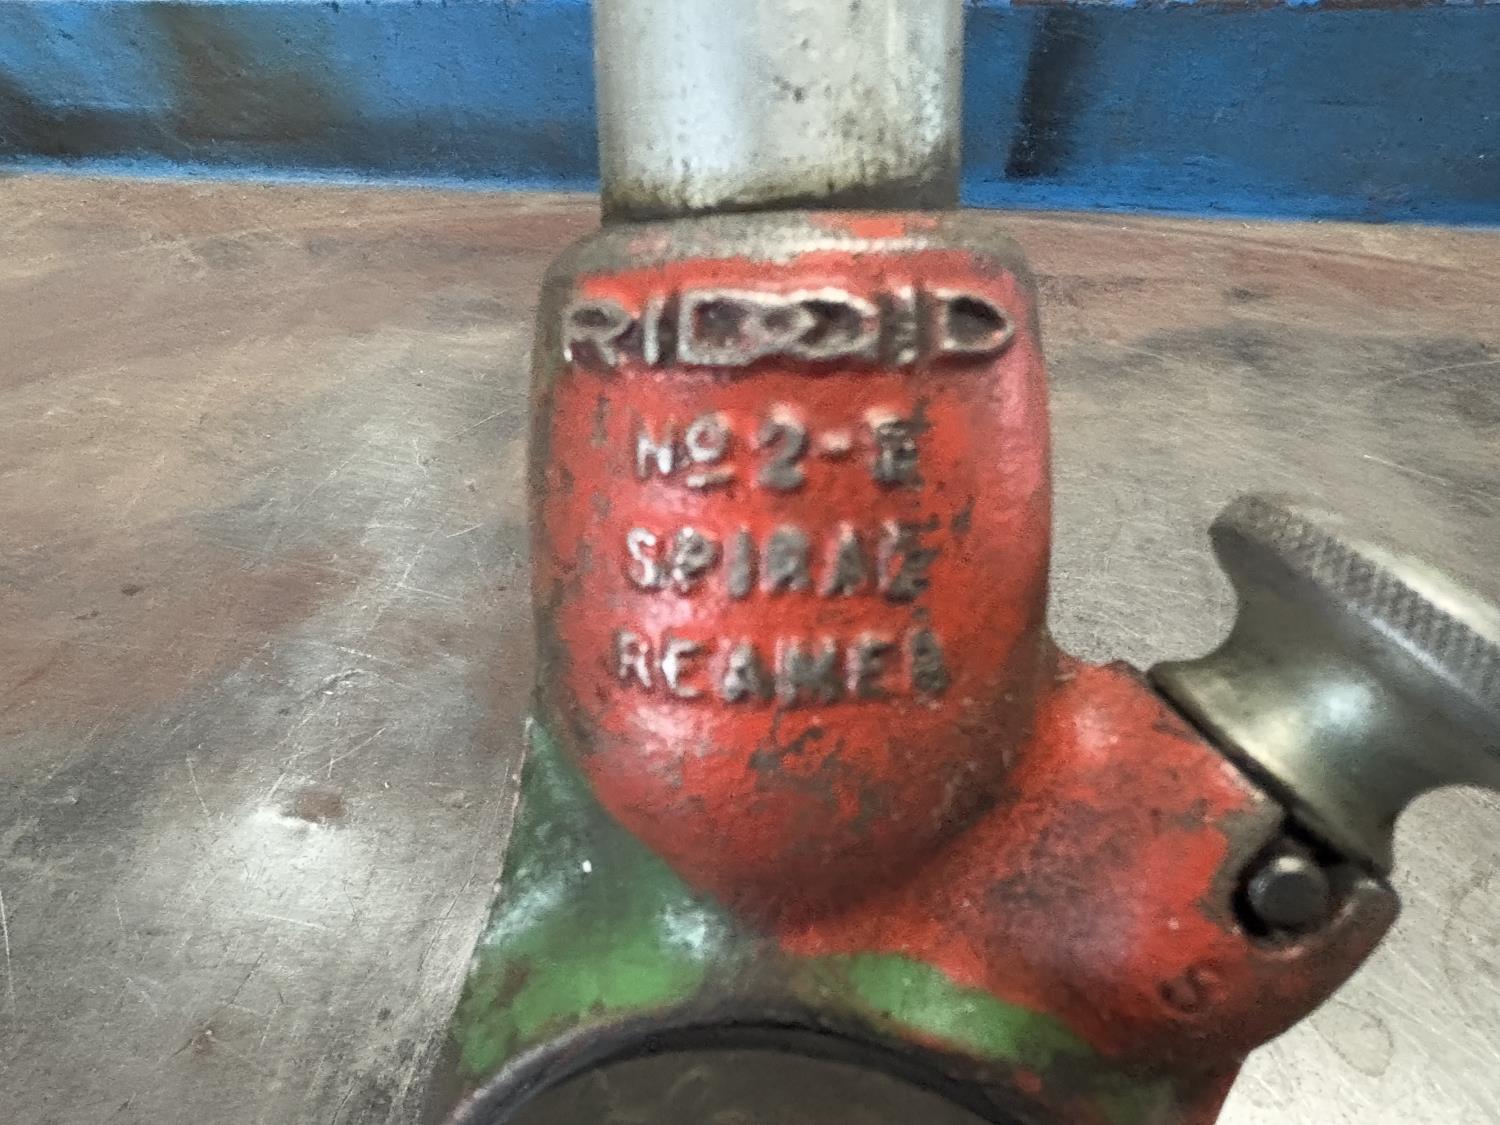 RIDGID
Nº 2-E
SPIRAL
REAMER
S